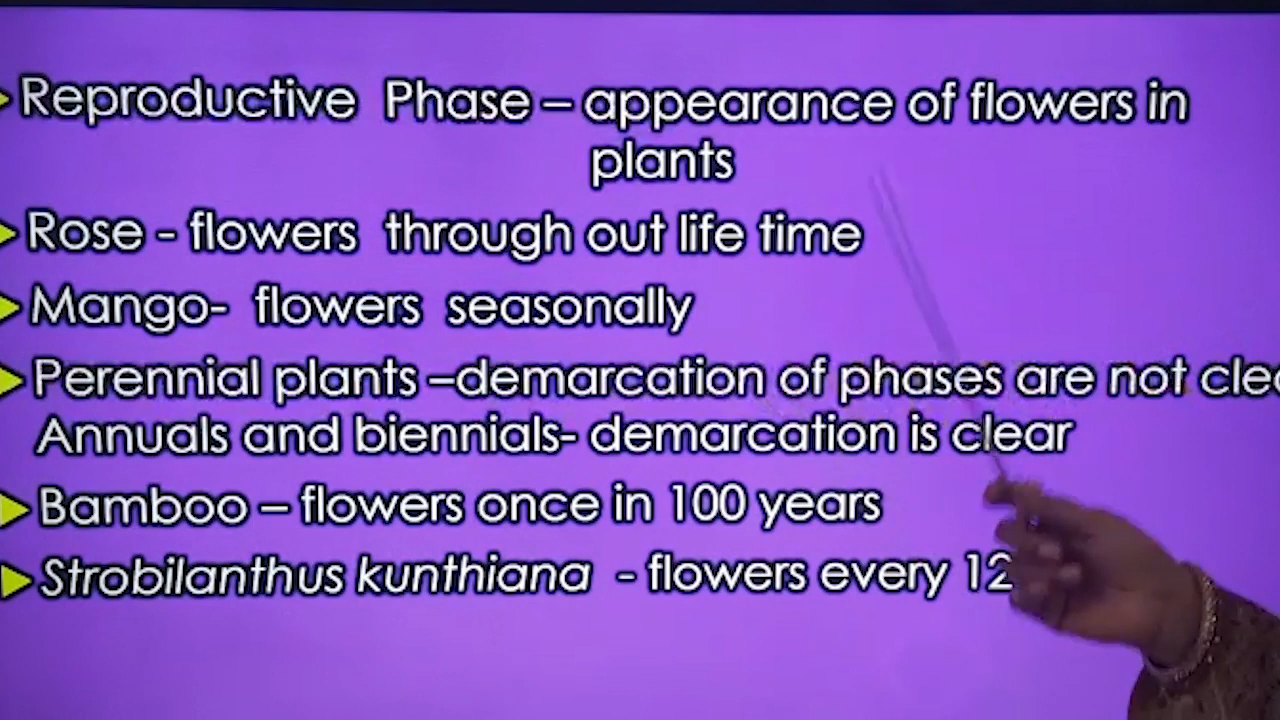 Reproductive Phase – appearance of flowers in
plants
Rose - flowers through out life time
Mango- flowers seasonally
Perennial plants –demarcation of phases are not
Annuals and biennials- demarcation is clear
Bamboo – flowers once in 100 years
Strobilanthus kunthiana - flowers every 12